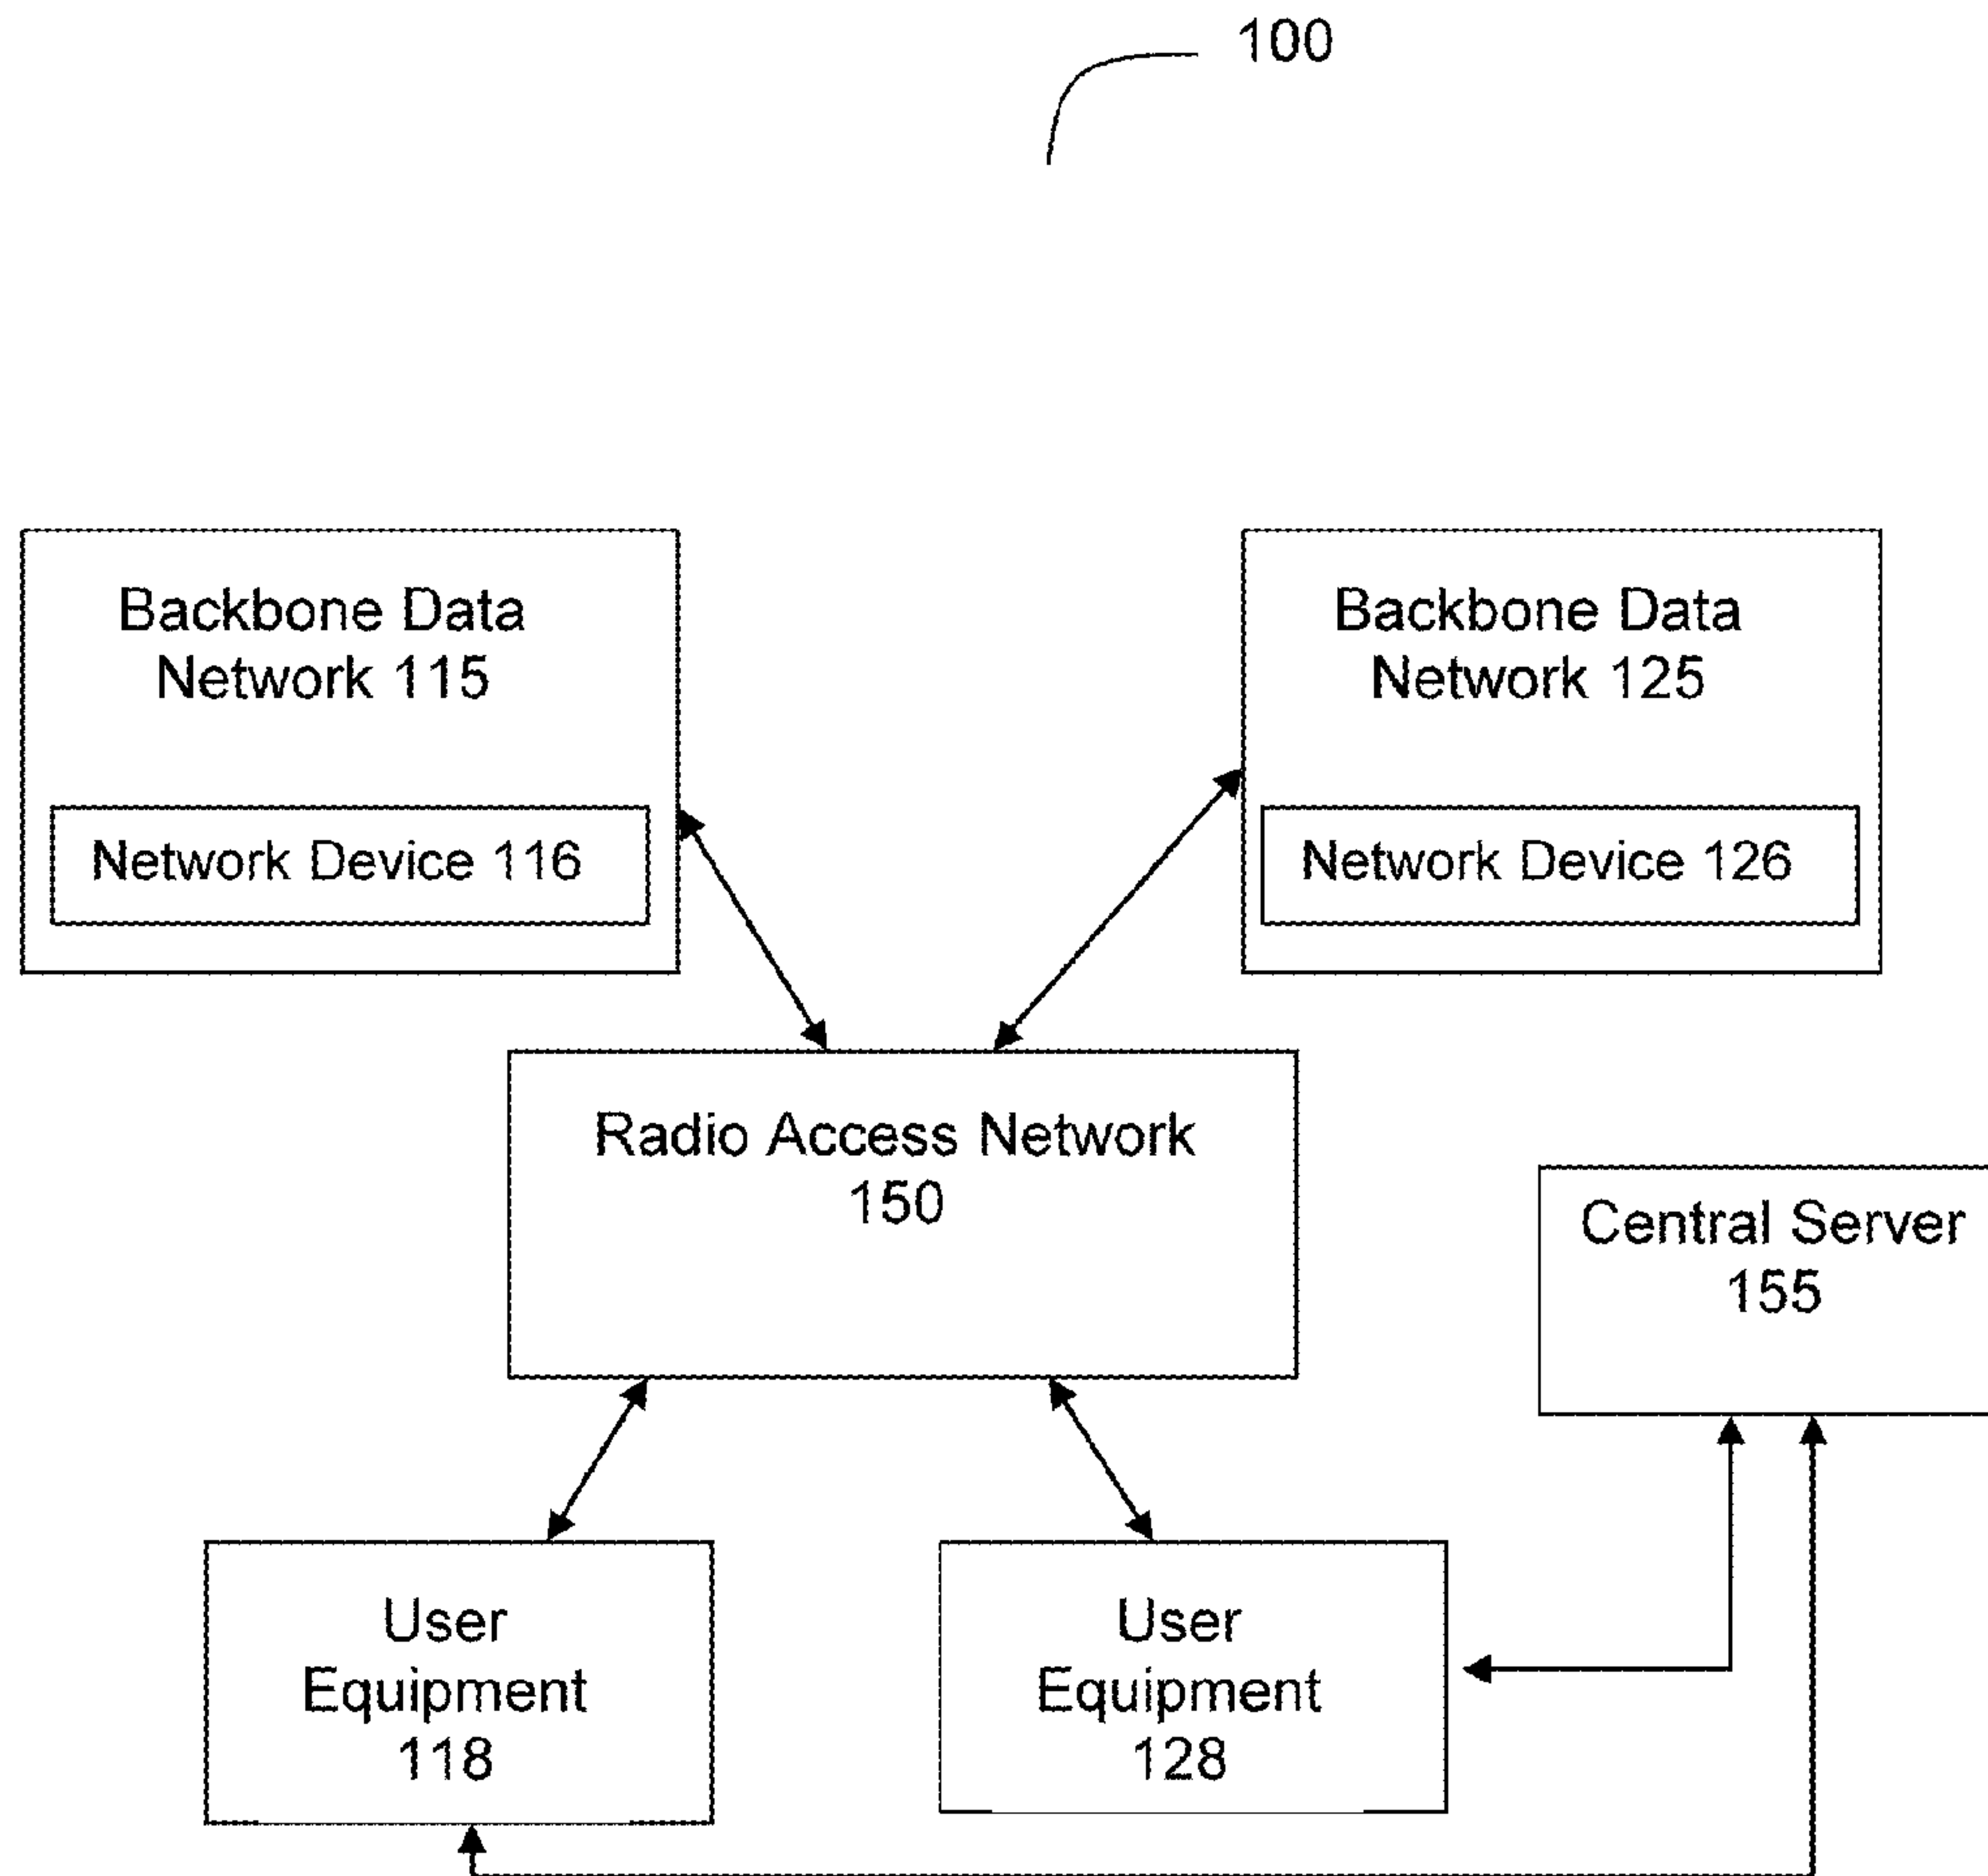 100
Backbone Data
Network 115
Network Device 116
Backbone Data
Network 125
Network Device 126
Radio Access Network
150
Central Server
155
User
Equipment
118
User
Equipment
128